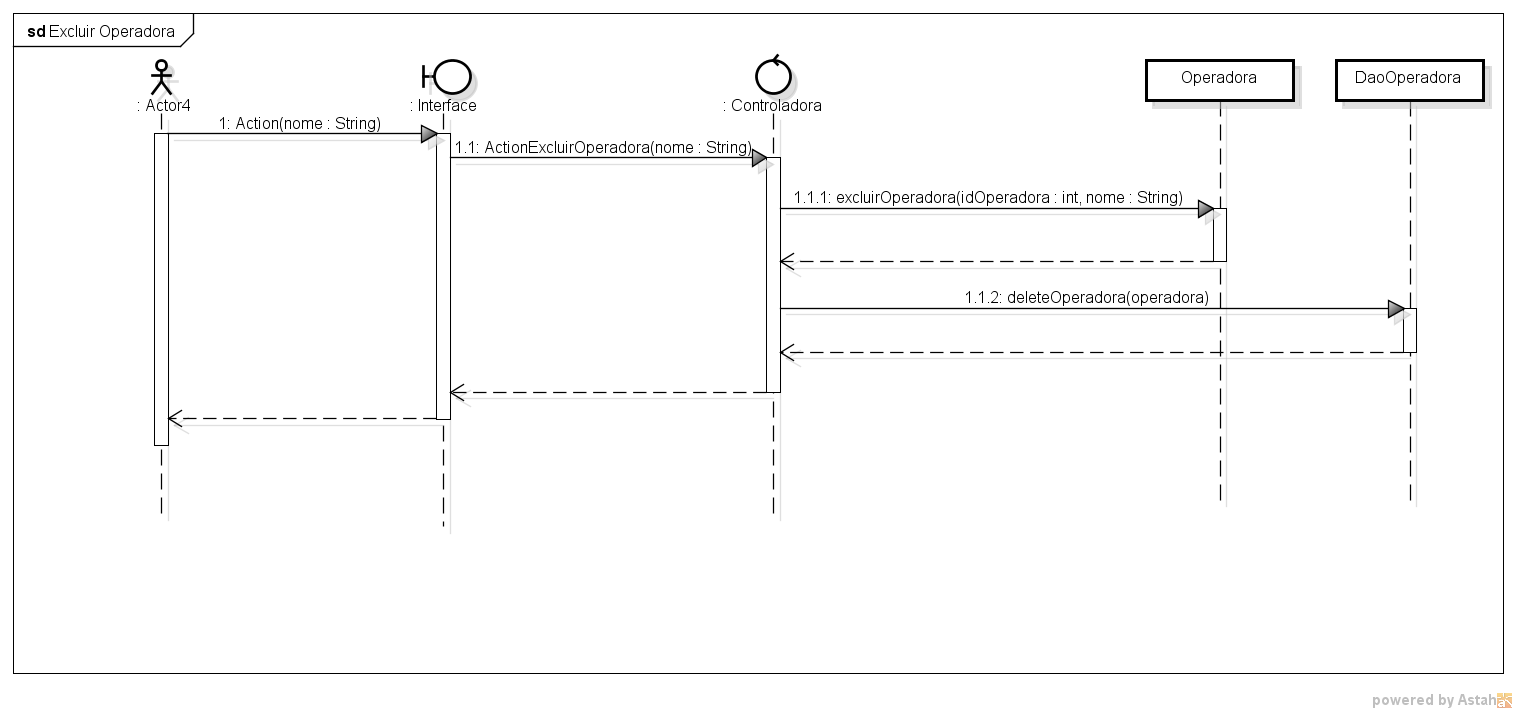 sd Excluir Operadora
: Actor4
: Interface
: Controladora
Operadora
DaoOperadora
1: Action(nome : String)
1.1: ActionExcluirOperadora(nome : String)
1.1.1: excluirOperadora(idOperadora : int, nome : String)
1.1.2: deleteOperadora(operadora)
powered by Astah